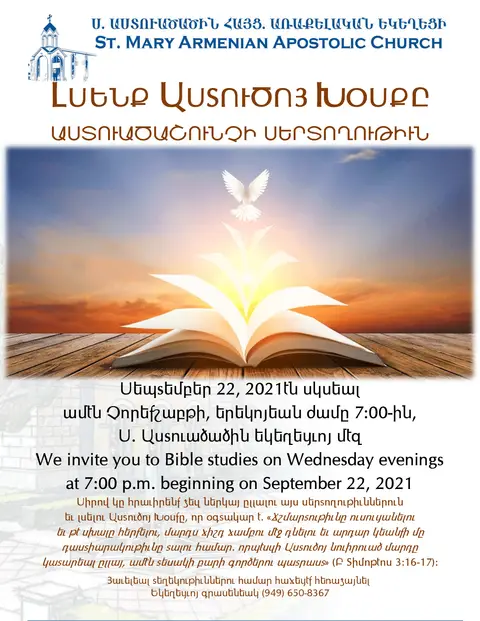 Ս. ԱՍՏՈՒԱԾԱԾԻՆ ՀԱՅՑ. ԱՌԱՔԵԼԱԿԱՆ ԵԿԵՂԵՑԻ
ST. MARY ARMENIAN APOSTOLIC CHURCH
ԼՍԵՆՔ ԱՍՏՈՒԾՈՅ ԽՕՍՔԸ
ԱՍՏՈՒԱԾԱՇՈՒՆՉԻ ՍԵՐՏՈՂՈՒԹԻՒՆ
Սեպտեմբեր 22, 2021էն սկսեալ
ամէն Չորեքշաբթի, երեկոյեան ժամը 7:00-ին,
Ս. Աստուածածին եկեղեցւոյ մէջ
We invite you to Bible studies on Wednesday evenings
at 7:00 p.m. beginning on September 22, 2021
Սիրով կը հրաւիրենք ձեզ ներկայ ըլլալու այս սերտողութիւններուն
եւ լսելու Աստուծոյ Խօսքը, որ օգտակար է. «Ճշմարտութիւնը ուսուցանելու
եւ թէ սխալը հերքելու, մարդս ճիշդ ճամբու մէջ դնելու եւ արդար կեանքի մը
դաստիարակութիւնը տալու համար. որպէսզի Աստուծոյ նուիրուած մարդը
կատարեալ ըլլայ, ամէն տեսակի բարի գործերու պատրաստ» (Բ Տիմոթէոս 3:16-17):
Յաւելեալ տեղեկութիւններու համար հաճեցէք հեռաձայնել
Եկեղեցւոյ գրասենեակ (949) 650-8367